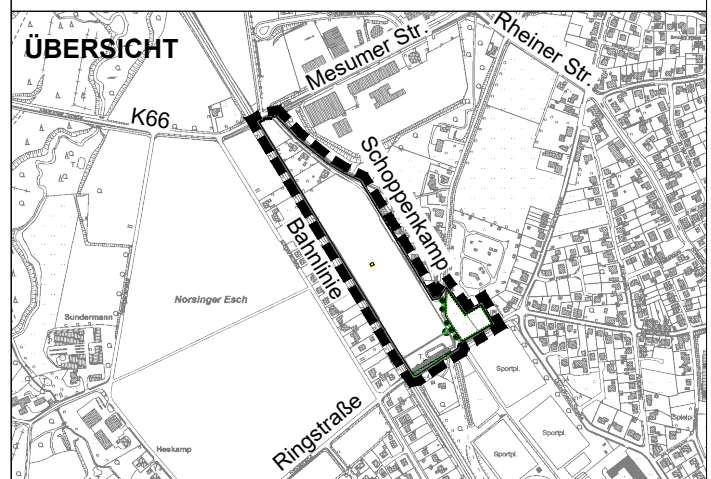 ÜBERSICHT
Mesumer Str.
Rheiner Str
K66
Schoppenkamp
Bahnlinie
Norsinger Esch
Sundermann
T.
Sportpl.
Sportpl.
Sportpl.
Spielpl.
Ringstraße
Heskamp